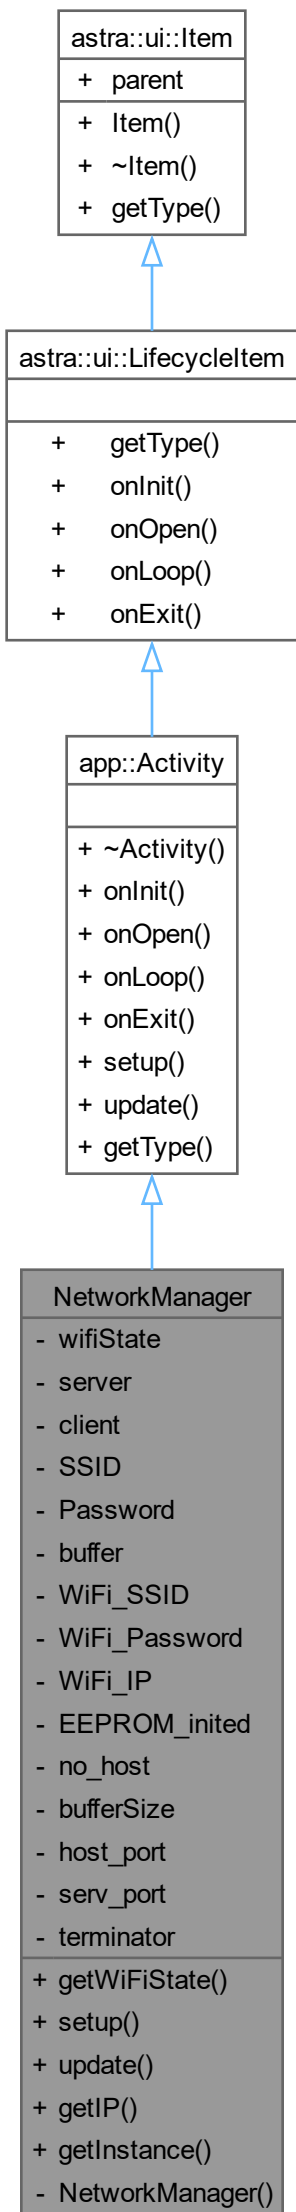 astra::ui::Item
+ parent
+ Item()
+ ~Item()
+ getType()
astra::ui::LifecycleItem
+ getType()
+ onInit()
+ onOpen()
+ onLoop()
+ onExit()
app::Activity
+ ~Activity()
+ onInit()
+ onOpen()
+ onLoop()
+ onExit()
+ setup()
+ update()
+ getType()
NetworkManager
- wifiState
- server
- client
- SSID
- Password
- buffer
- WiFi_SSID
- WiFi_Password
- WiFi_IP
- EEPROM_inited
- no_host
- bufferSize
- host_port
- serv_port
- terminator
+ getWiFiState()
+ setup()
+ update()
+ getIP()
+ getInstance()
- NetworkManager()